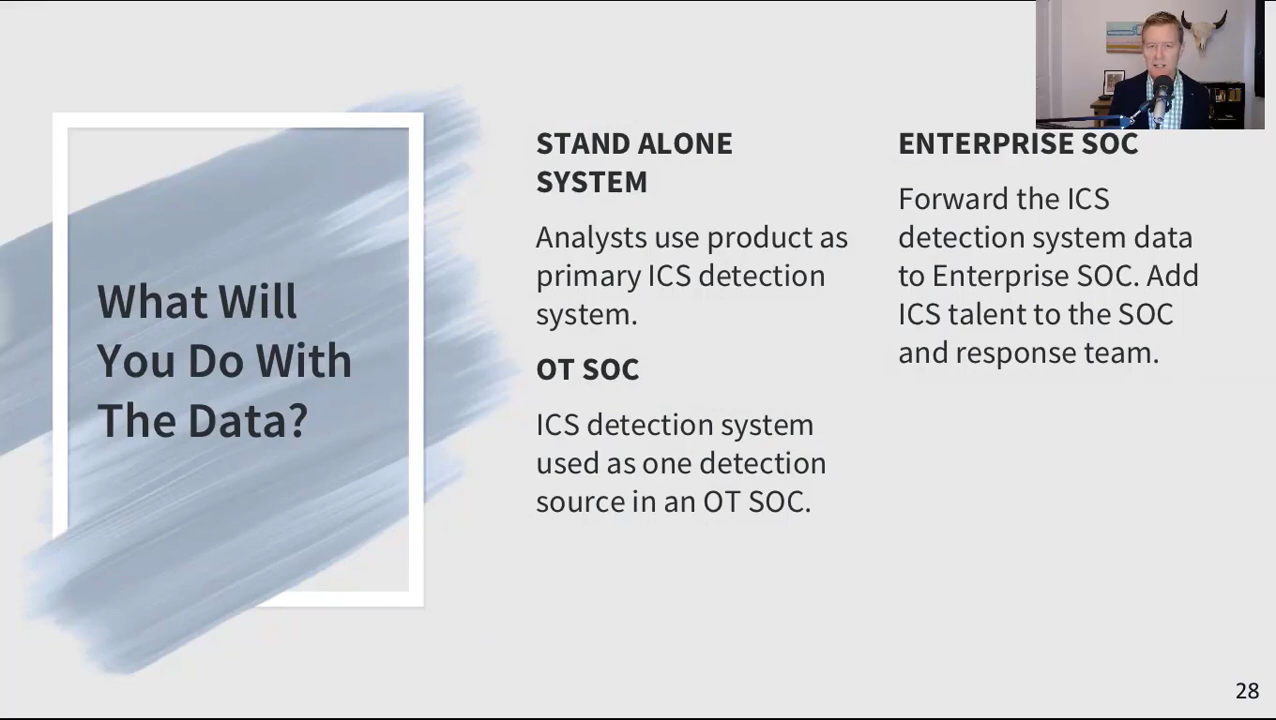 What Will
You Do With
The Data?
STAND ALONE
SYSTEM
Analysts use product as
primary ICS detection
system.
OT SOC
ICS detection system
used as one detection
source in an OT SOC.
ENTERPRISE SOC
Forward the ICS
detection system data
to Enterprise SOC. Add
ICS talent to the SOC
and response team.
28